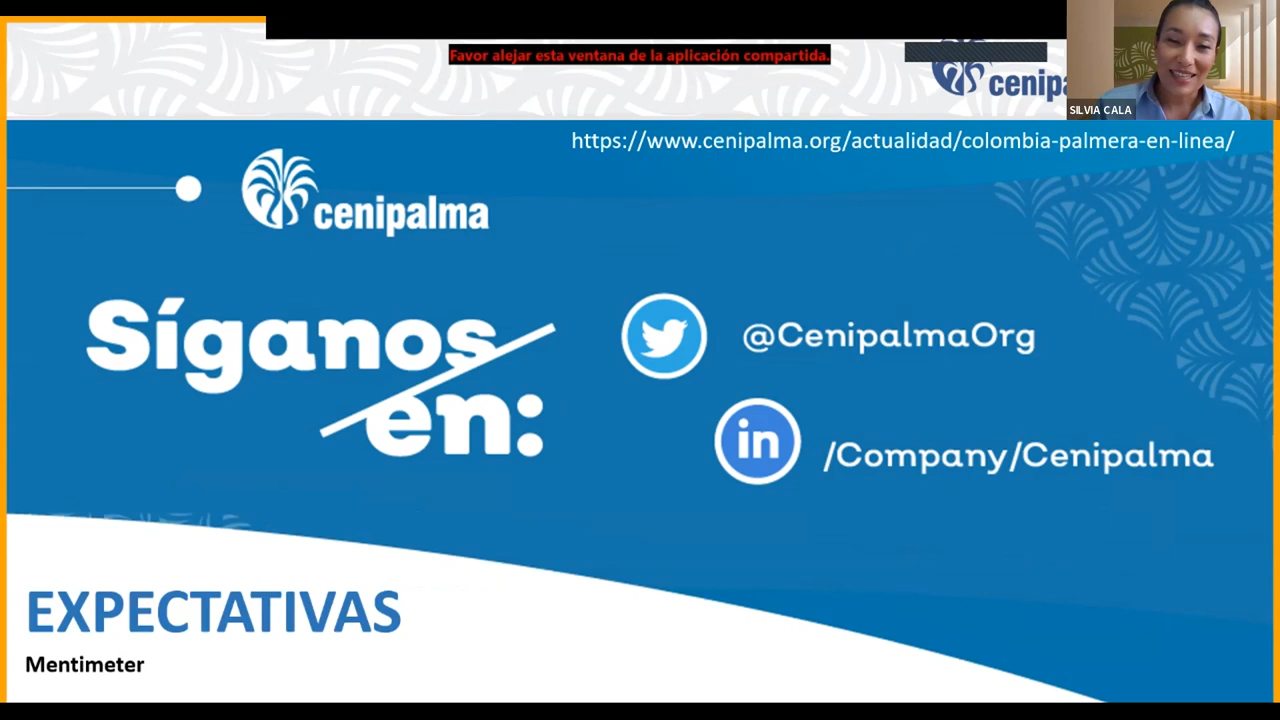 Favor alejar esta ventana de la aplicación compartida.
SILVIA CALA
https://www.cenipalma.org/actualidad/colombia-palmera-en-linea/
cenipalma
Síganos
en:
@CenipalmaOrg
in
/Company/Cenipalma
EXPECTATIVAS
Mentimeter